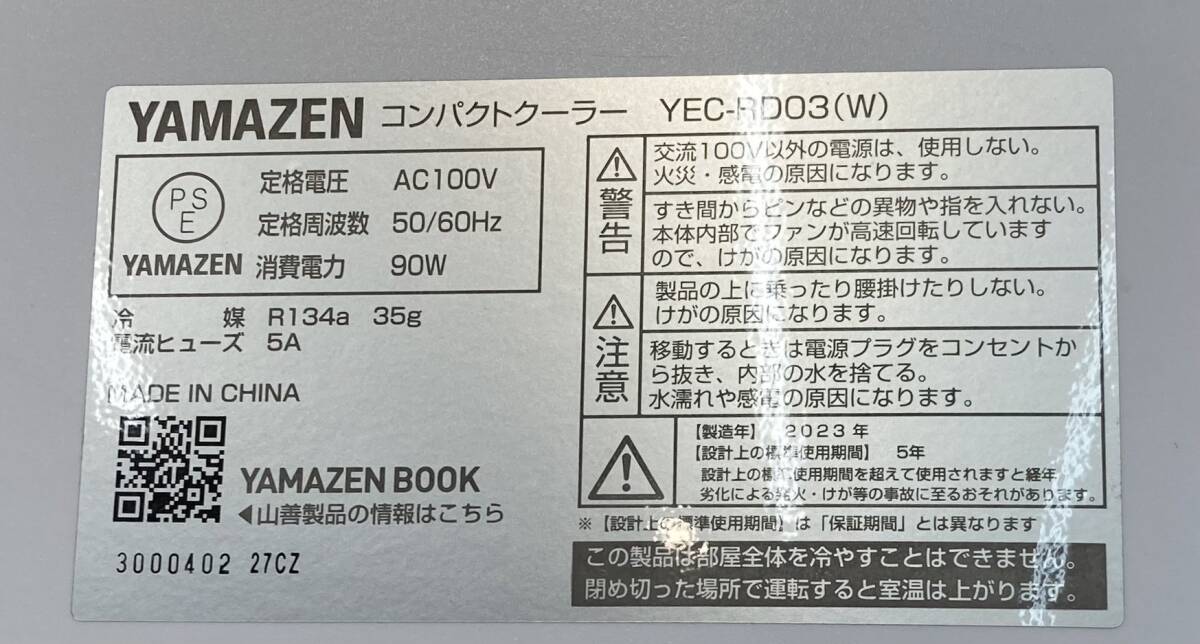 YAMAZEN コンパクトクーラー YEC-RD03(W)
PSE
YAMAZEN
定格電圧 AC100V
定格周波数 50/60Hz
消費電力 90W
冷媒 R134a 35g
電流ヒューズ 5A
MADE IN CHINA
YAMAZEN BOOK
◀山善製品の情報はこちら
3000402 27CZ
警告
交流100V以外の電源は、使用しない。
火災・感電の原因になります。
すき間からピンなどの異物や指を入れない。
本体内部でファンが高速回転しています
ので、けがの原因になります。
注意
製品の上に乗ったり腰掛けたりしない。
けがの原因になります。
移動するときは電源プラグをコンセントか
ら抜き、内部の水を捨てる。
水濡れや感電の原因になります。
【製造年】 2023年
【設計上の標準使用期間】 5年
設計上の標準使用期間を超えて使用されますと経年
劣化による発火・けが等の事故に至るおそれがあります。
※【設計上の標準使用期間】は「保証期間」とは異なります
この製品は部屋全体を冷やすことはできません。
閉め切った場所で運転すると室温は上がります。